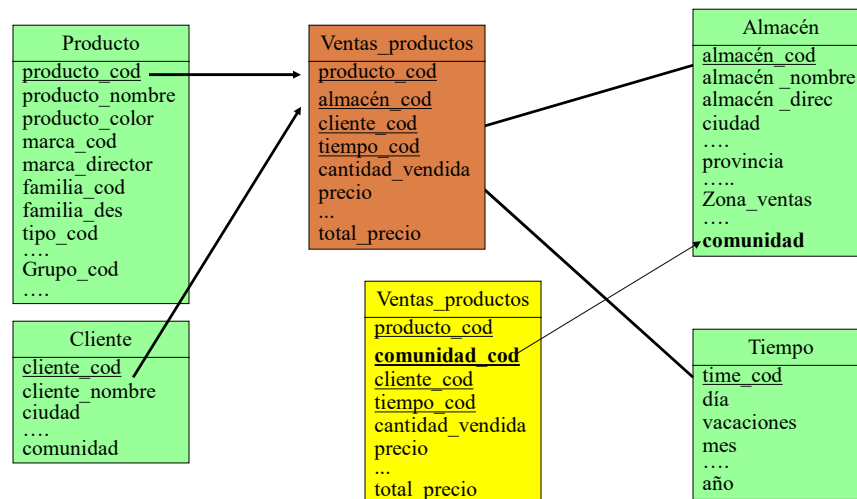 Producto
producto_cod
producto_nombre
producto_color
marca_cod
marca_director
familia_cod
familia_des
tipo_cod
….
Grupo_cod
….
Cliente
cliente_cod
cliente_nombre
ciudad
….
comunidad
Ventas_productos
producto_cod
almacén_cod
cliente_cod
tiempo_cod
cantidad_vendida
precio
...
total_precio
Ventas_productos
producto_cod
comunidad_cod
cliente_cod
tiempo_cod
cantidad_vendida
precio
...
total_precio
Almacén
almacén_cod
almacén _nombre
almacén _direc
ciudad
….
provincia
…..
Zona_ventas
….
comunidad
Tiempo
time_cod
día
vacaciones
mes
….
año